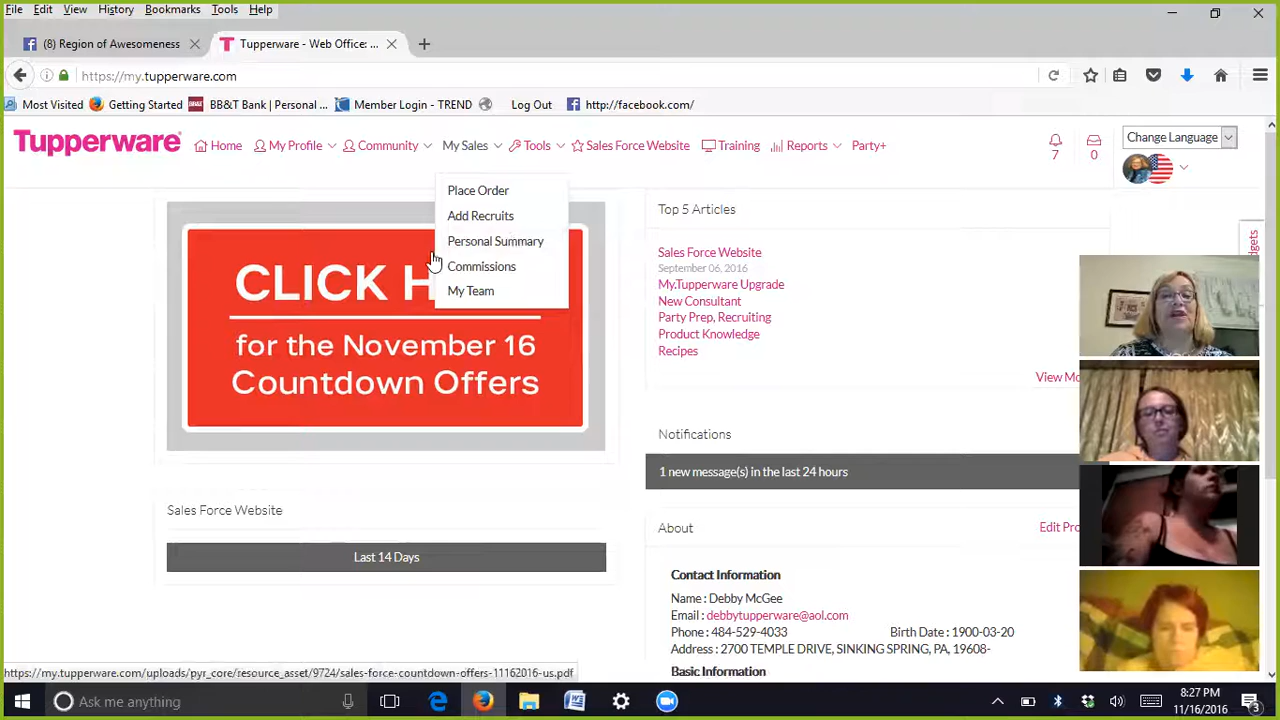 File Edit View History Bookmarks Tools Help
(8) Region of Awesomeness
Tupperware - Web Office: ...
https://my.tupperware.com
Most Visited Getting Started BB&T Bank | Personal ... Member Login - TREND Log Out http://facebook.com/
Tupperware Home My Profile Community My Sales Tools Sales Force Website Training Reports Party+ 7 0 Change Language
Place Order
Add Recruits
Personal Summary
Commissions
My Team
CLICK H
for the November 16
Countdown Offers
Sales Force Website
Last 14 Days
Top 5 Articles
Sales Force Website
September 06, 2016
My.Tupperware Upgrade
New Consultant
Party Prep, Recruiting
Product Knowledge
Recipes
View Mo
Notifications
1 new message(s) in the last 24 hours
About
Edit Pro
Contact Information
Name : Debby McGee
Email : debbytupperware@aol.com
Phone : 484-529-4033 Birth Date : 1900-03-20
Address : 2700 TEMPLE DRIVE, SINKING SPRING, PA, 19608-
Basic Information
https://my.tupperware.com/uploads/pyr_core/resource_asset/9724/sales-force-countdown-offers-11162016-us.pdf
Ask me anything
8:27 PM
11/16/2016
3